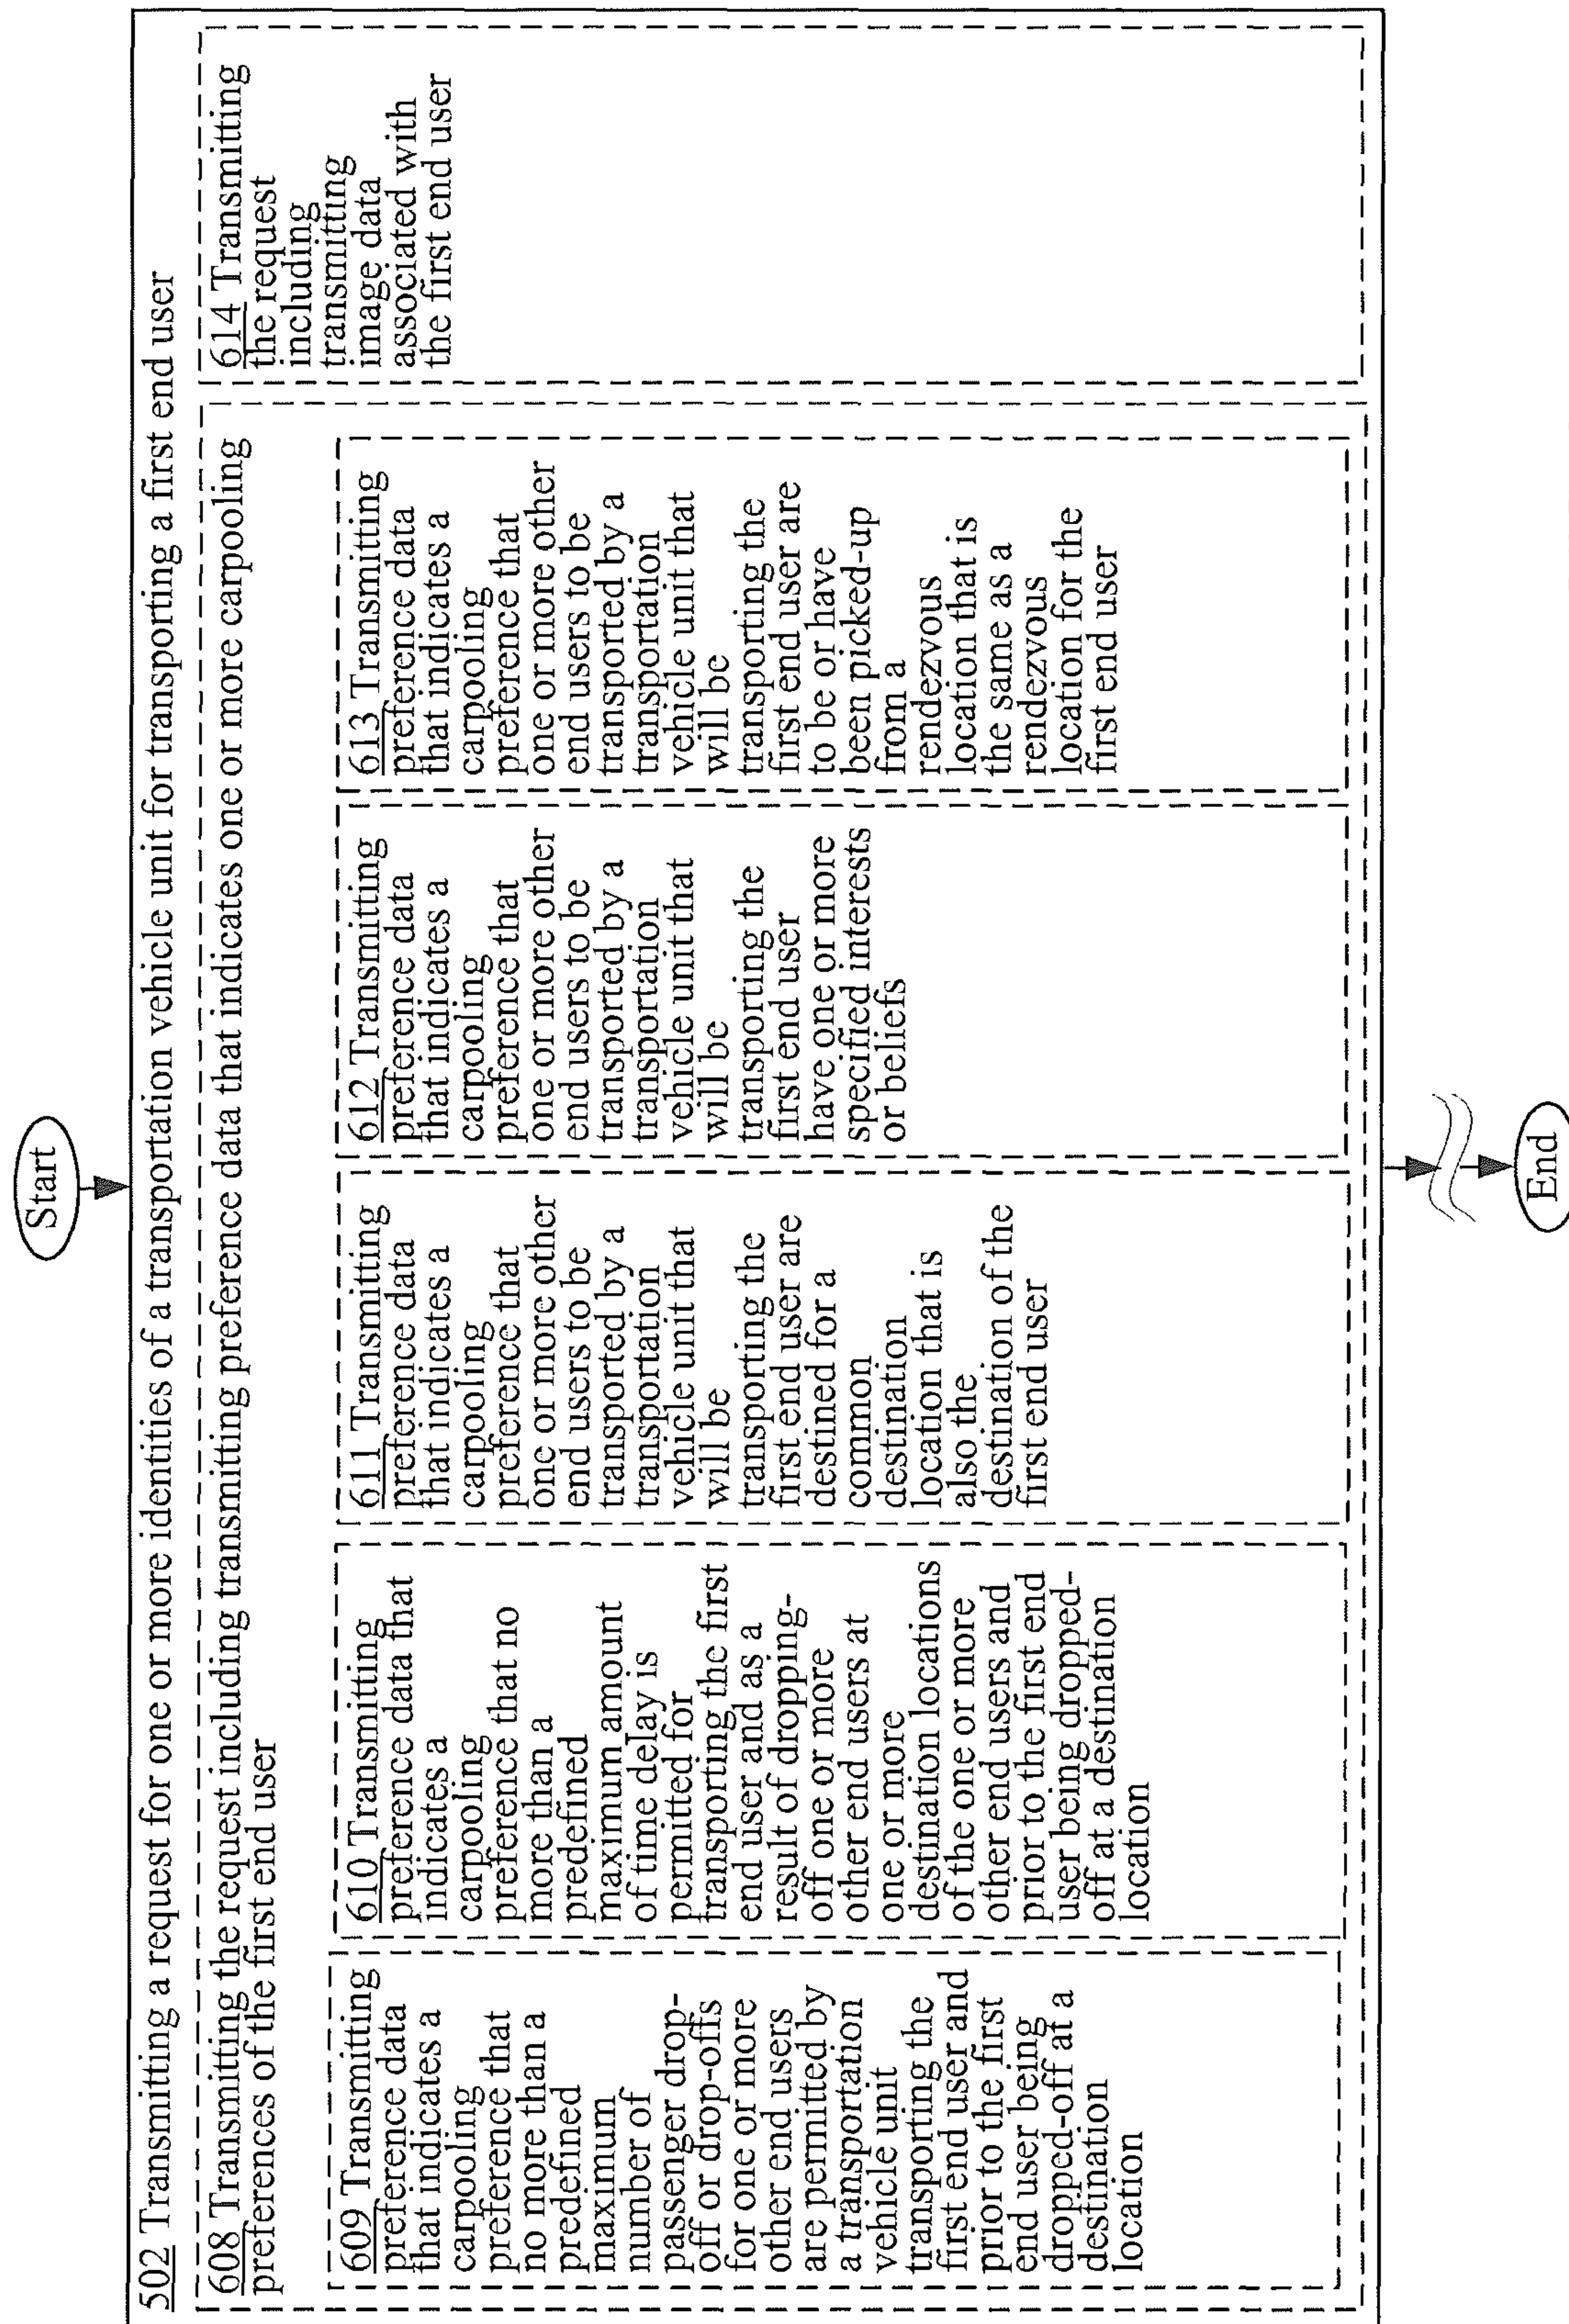 Start
502 Transmitting a request for one or more identities of a transportation vehicle unit for transporting a first end user
608 Transmitting the request including transmitting preference data that indicates one or more carpooling
preferences of the first end user
609 Transmitting
preference data
that indicates a
carpooling
preference that
no more than a
predefined
maximum
number of
passenger drop-
off or drop-offs
for one or more
other end users
are permitted by
a transportation
vehicle unit
transporting the
first end user and
prior to the first
end user being
dropped-off at a
destination
location
610 Transmitting
preference data that
indicates a
carpooling
preference that no
more than a
predefined
maximum amount
of time delay is
permitted for
transporting the first
end user and as a
result of dropping-
off one or more
other end users at
one or more
destination locations
of the one or more
other end users and
prior to the first end
user being dropped-
off at a destination
location
611 Transmitting
preference data
that indicates a
carpooling
preference that
one or more other
end users to be
transported by a
transportation
vehicle unit that
will be
transporting the
first end user are
destined for a
common
destination
location that is
also the
destination of the
first end user
612 Transmitting
preference data
that indicates a
carpooling
preference that
one or more other
end users to be
transported by a
transportation
vehicle unit that
will be
transporting the
first end user
have one or more
specified interests
or beliefs
613 Transmitting
preference data
that indicates a
carpooling
preference that
one or more other
end users to be
transported by a
transportation
vehicle unit that
will be
transporting the
first end user are
to be or have
been picked-up
from a
rendezvous
location that is
the same as a
rendezvous
location for the
first end user
614 Transmitting
the request
including
transmitting
image data
associated with
the first end user
End